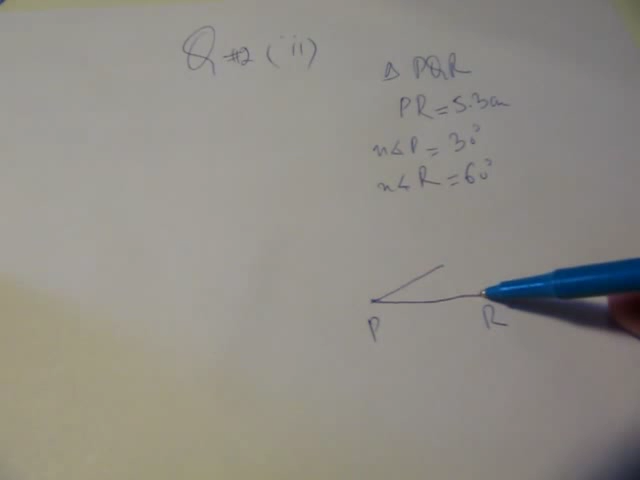 Q #2 (ii)
Δ PQR
PR = 5.3cm
m∠P = 30°
m∠R = 60°
P R